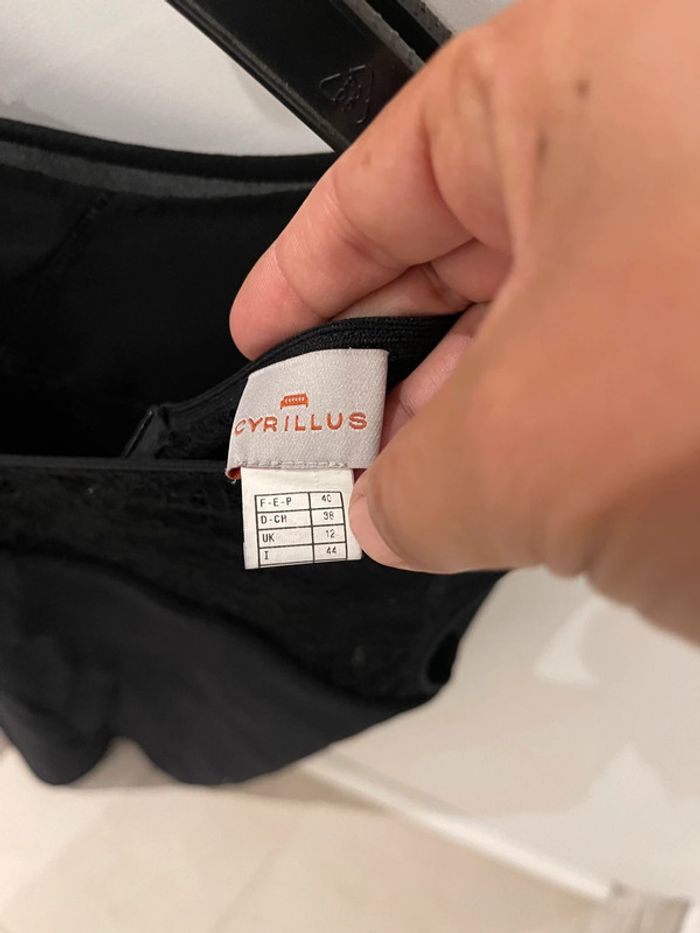 CYRILLUS
F-E-P 40
D-CH 38
UK 12
I 44